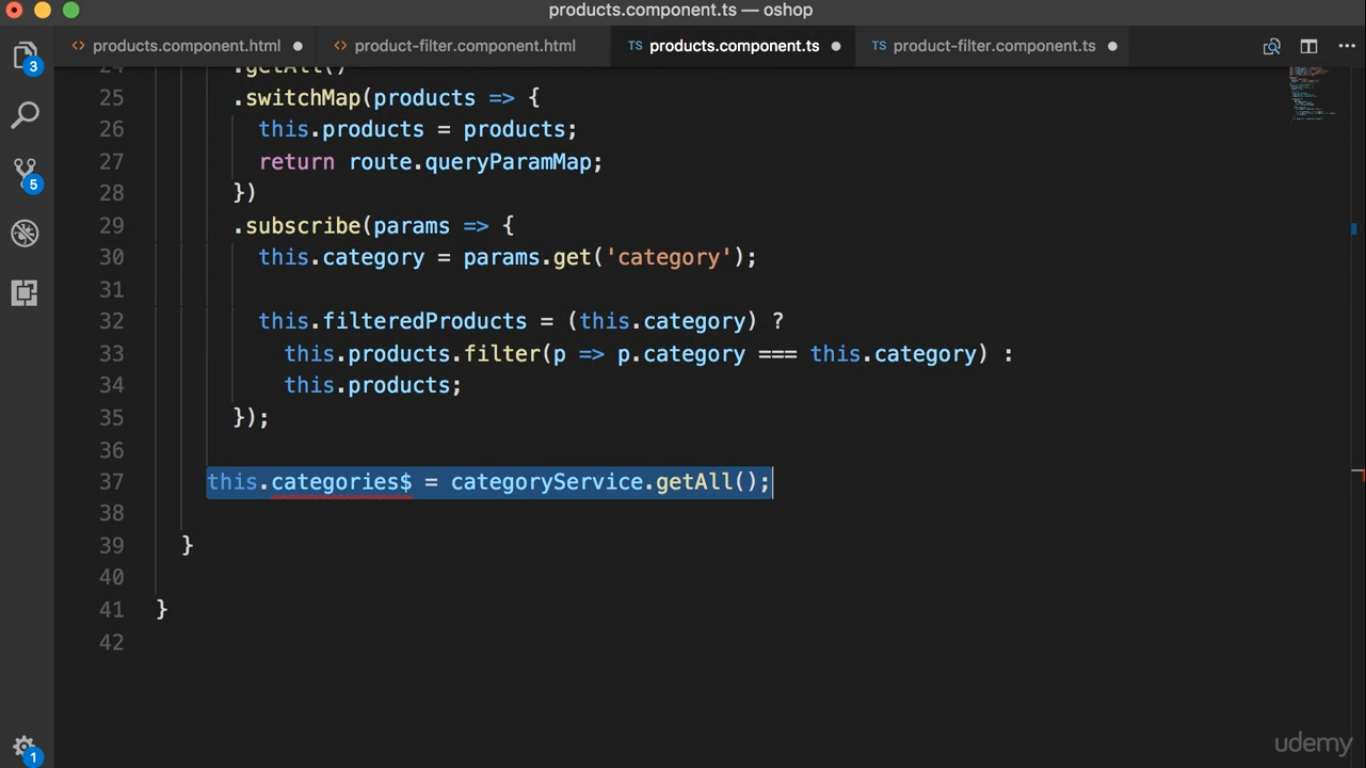 products.component.ts — oshop
products.component.html
product-filter.component.html
TS products.component.ts
TS product-filter.component.ts
3
24 .getAll()
25 .switchMap(products => {
26 this.products = products;
27 return route.queryParamMap;
28 })
5
29 .subscribe(params => {
30 this.category = params.get('category');
31
32 this.filteredProducts = (this.category) ?
33 this.products.filter(p => p.category === this.category) :
34 this.products;
35 });
36
37 this.categories$ = categoryService.getAll();
38
39 }
40
41 }
42
1
udemy